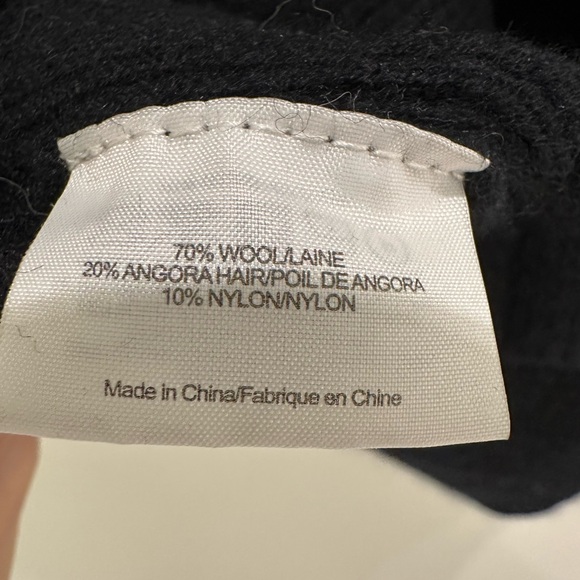 70% WOOL/LAINE
20% ANGORA HAIR/POIL DE ANGORA
10% NYLON/NYLON
Made in China/Fabrique en Chine